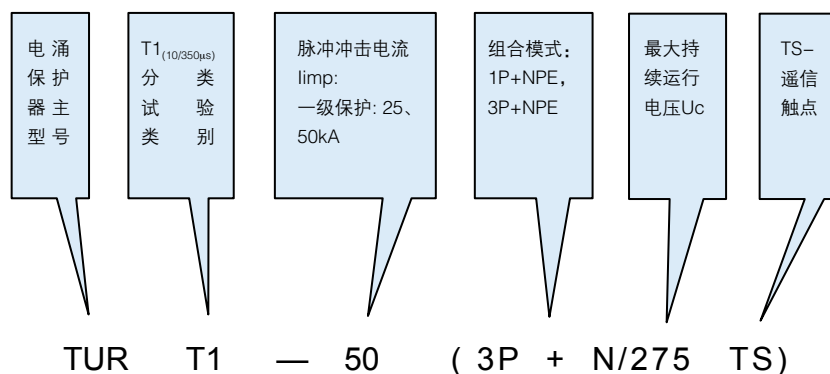 电 涌
保 护
器 主
型 号
T1(10/350μs)
分 类
试 验
类 别
脉冲冲击电流
Iimp:
一级保护: 25、
50kA
组合模式：
1P+NPE，
3P+NPE
最大持
续运行
电压Uc
TS-
遥信
触点
TUR T1 — 50 ( 3P + N/275 TS)